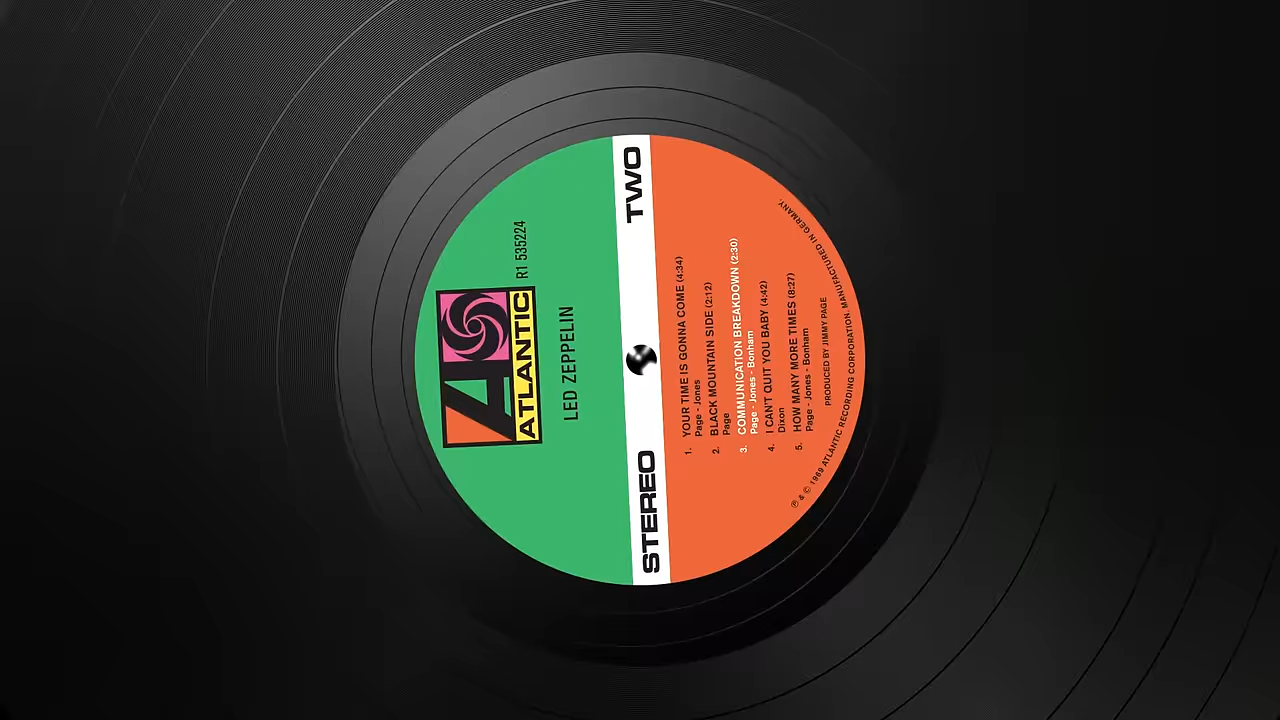 ATLANTIC
R1 535224
LED ZEPPELIN
STEREO TWO
1. YOUR TIME IS GONNA COME (4:34)
Page - Jones
2. BLACK MOUNTAIN SIDE (2:12)
Page
3. COMMUNICATION BREAKDOWN (2:30)
Page - Jones - Bonham
4. I CAN'T QUIT YOU BABY (4:42)
Dixon
5. HOW MANY MORE TIMES (8:27)
Page - Jones - Bonham
PRODUCED BY JIMMY PAGE
℗ & © 1969 ATLANTIC RECORDING CORPORATION. MANUFACTURED IN GERMANY.